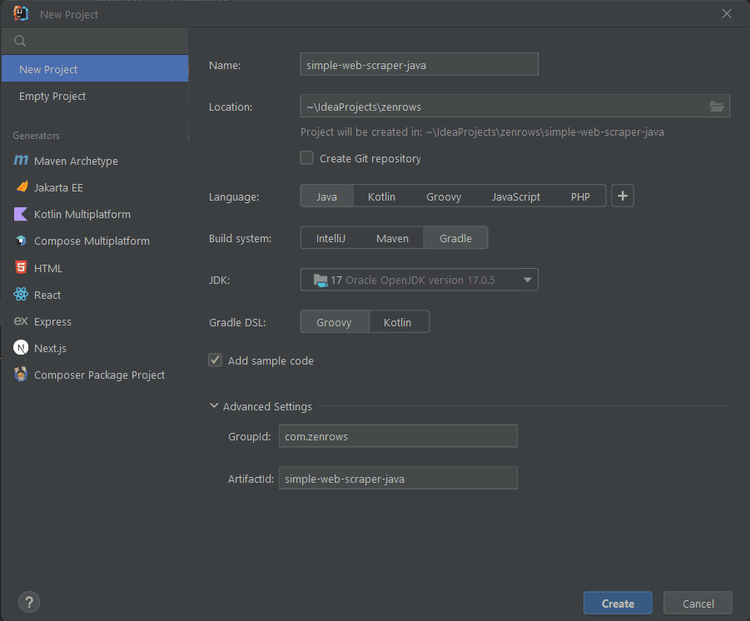 New Project
New Project
Empty Project
Generators
Maven Archetype
Jakarta EE
Kotlin Multiplatform
Compose Multiplatform
HTML
React
ex Express
N Next.js
Composer Package Project
Name: simple-web-scraper-java
Location: ~\IdeaProjects\zenrows
Project will be created in: ~\IdeaProjects\zenrows\simple-web-scraper-java
Create Git repository
Language: Java Kotlin Groovy JavaScript PHP +
Build system: IntelliJ Maven Gradle
JDK: 17 Oracle OpenJDK version 17.0.5
Gradle DSL: Groovy Kotlin
Add sample code
Advanced Settings
GroupId: com.zenrows
ArtifactId: simple-web-scraper-java
? Create Cancel